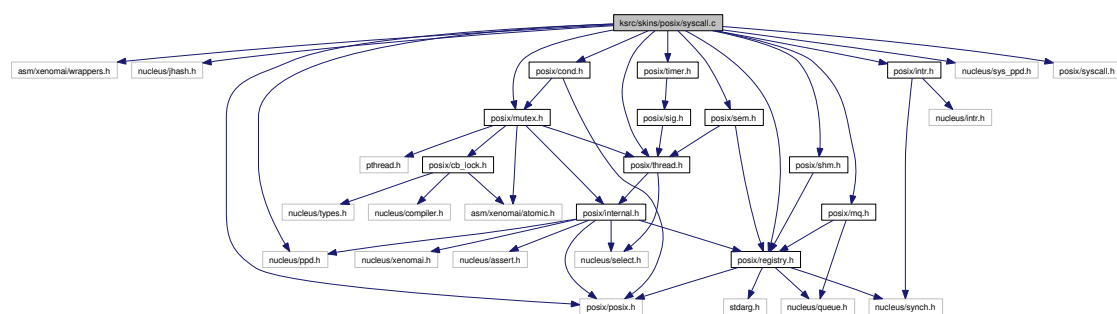 ksrc/skins/posix/syscall.c
asm/xenomai/wrappers.h
nucleus/jhash.h
posix/cond.h
posix/timer.h
posix/intr.h
nucleus/sys_ppd.h
posix/syscall.h
posix/mutex.h
posix/sig.h
posix/sem.h
nucleus/intr.h
pthread.h
posix/cb_lock.h
posix/thread.h
posix/shm.h
nucleus/types.h
nucleus/compiler.h
asm/xenomai/atomic.h
posix/internal.h
posix/mq.h
nucleus/ppd.h
nucleus/xenomai.h
nucleus/assert.h
nucleus/select.h
posix/registry.h
posix/posix.h
stdarg.h
nucleus/queue.h
nucleus/synch.h